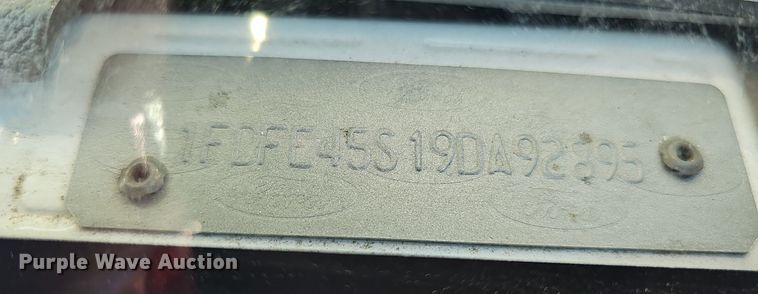 1FDFE45S19DA92895
Purple Wave Auction